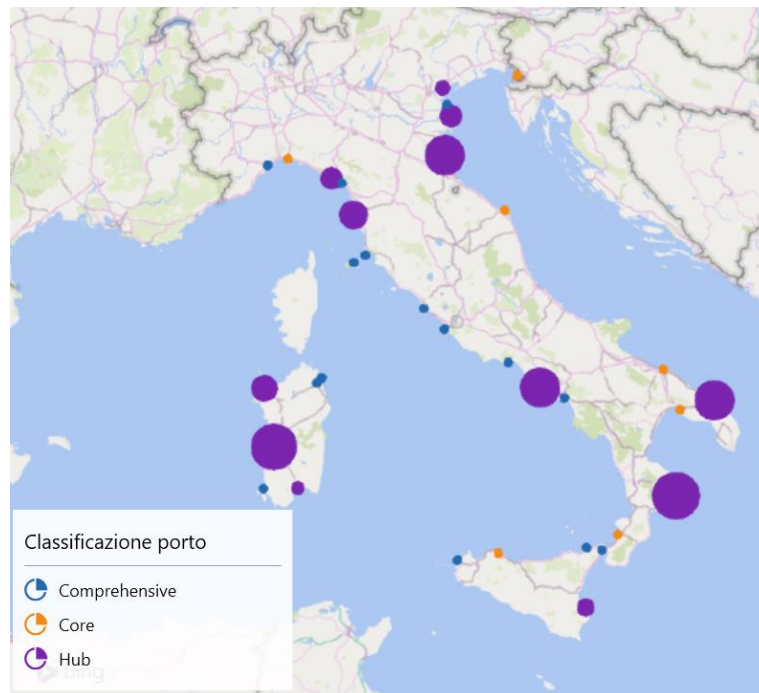 Classificazione porto
Comprehensive
Core
Hub
bing